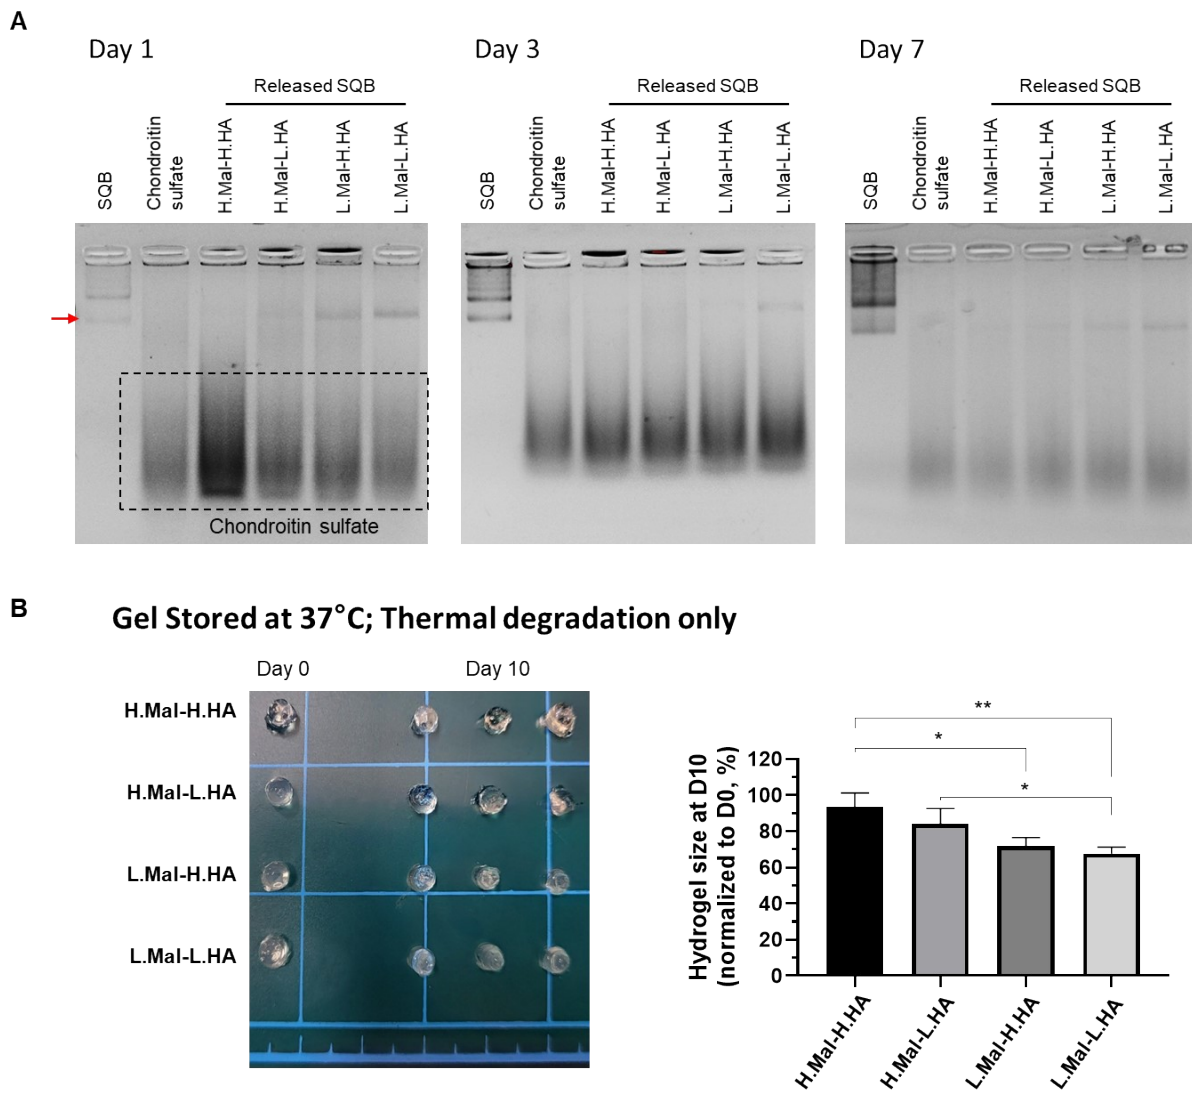 A
Day 1
Day 3
Day 7
Released SQB
Released SQB
Released SQB
SQB
Chondroitin
sulfate
H.Mal-H.HA
H.Mal-L.HA
L.Mal-H.HA
L.Mal-L.HA
SQB
Chondroitin
sulfate
H.Mal-H.HA
H.Mal-L.HA
L.Mal-H.HA
L.Mal-L.HA
SQB
Chondroitin
sulfate
H.Mal-H.HA
H.Mal-L.HA
L.Mal-H.HA
L.Mal-L.HA
Chondroitin sulfate
B
Gel Stored at 37°C; Thermal degradation only
Day 0
Day 10
H.Mal-H.HA
H.Mal-L.HA
L.Mal-H.HA
L.Mal-L.HA
Hydrogel size at D10
(normalized to D0, %)
120
100
80
60
40
20
0
**
*
*
H.Mal-H.HA
H.Mal-L.HA
L.Mal-H.HA
L.Mal-L.HA